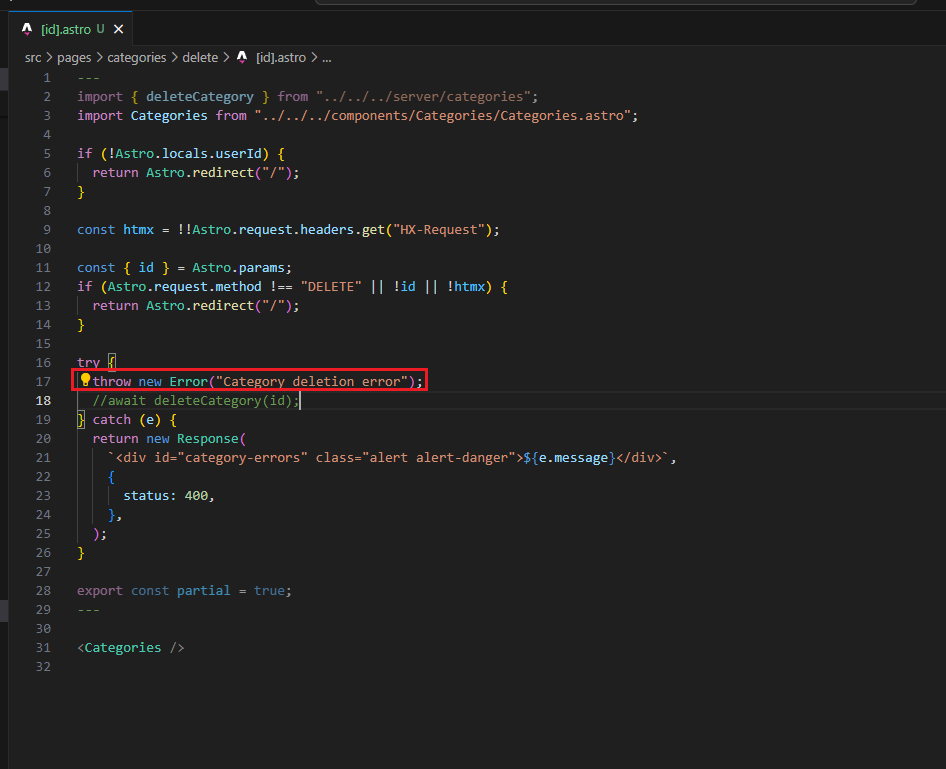 [id].astro U
src > pages > categories > delete > [id].astro > ...
1 ---
2 import { deleteCategory } from "../../../server/categories";
3 import Categories from "../../../components/Categories/Categories.astro";
4
5 if (!Astro.locals.userId) {
6   return Astro.redirect("/");
7 }
8
9 const htmx = !!Astro.request.headers.get("HX-Request");
10
11 const { id } = Astro.params;
12 if (Astro.request.method !== "DELETE" || !id || !htmx) {
13   return Astro.redirect("/");
14 }
15
16 try {
17   throw new Error("Category deletion error");
18   //await deleteCategory(id);
19 } catch (e) {
20   return new Response(
21     `<div id="category-errors" class="alert alert-danger">${e.message}</div>`,
22     {
23       status: 400,
24     },
25   );
26 }
27
28 export const partial = true;
29 ---
30
31 <Categories />
32